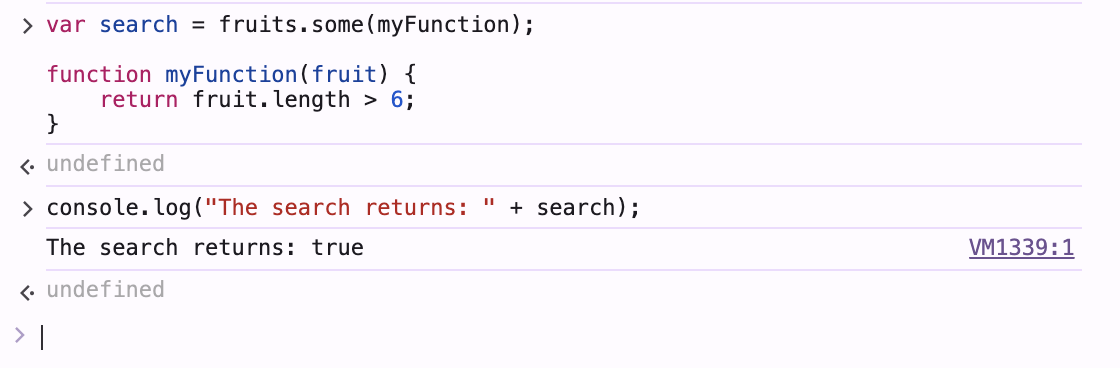 > var search = fruits.some(myFunction);
function myFunction(fruit) {
    return fruit.length > 6;
}
undefined
> console.log("The search returns: " + search);
The search returns: true VM1339:1
undefined
>